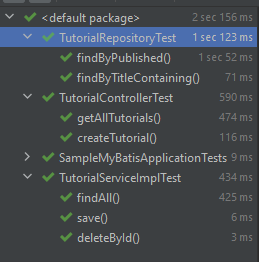 <default package> 2 sec 156 ms
TutorialRepositoryTest 1 sec 123 ms
findByPublished() 1 sec 52 ms
findByTitleContaining() 71 ms
TutorialControllerTest 590 ms
getAllTutorials() 474 ms
createTutorial() 116 ms
SampleMyBatisApplicationTests 9 ms
TutorialServiceImplTest 434 ms
findAll() 425 ms
save() 6 ms
deleteById() 3 ms